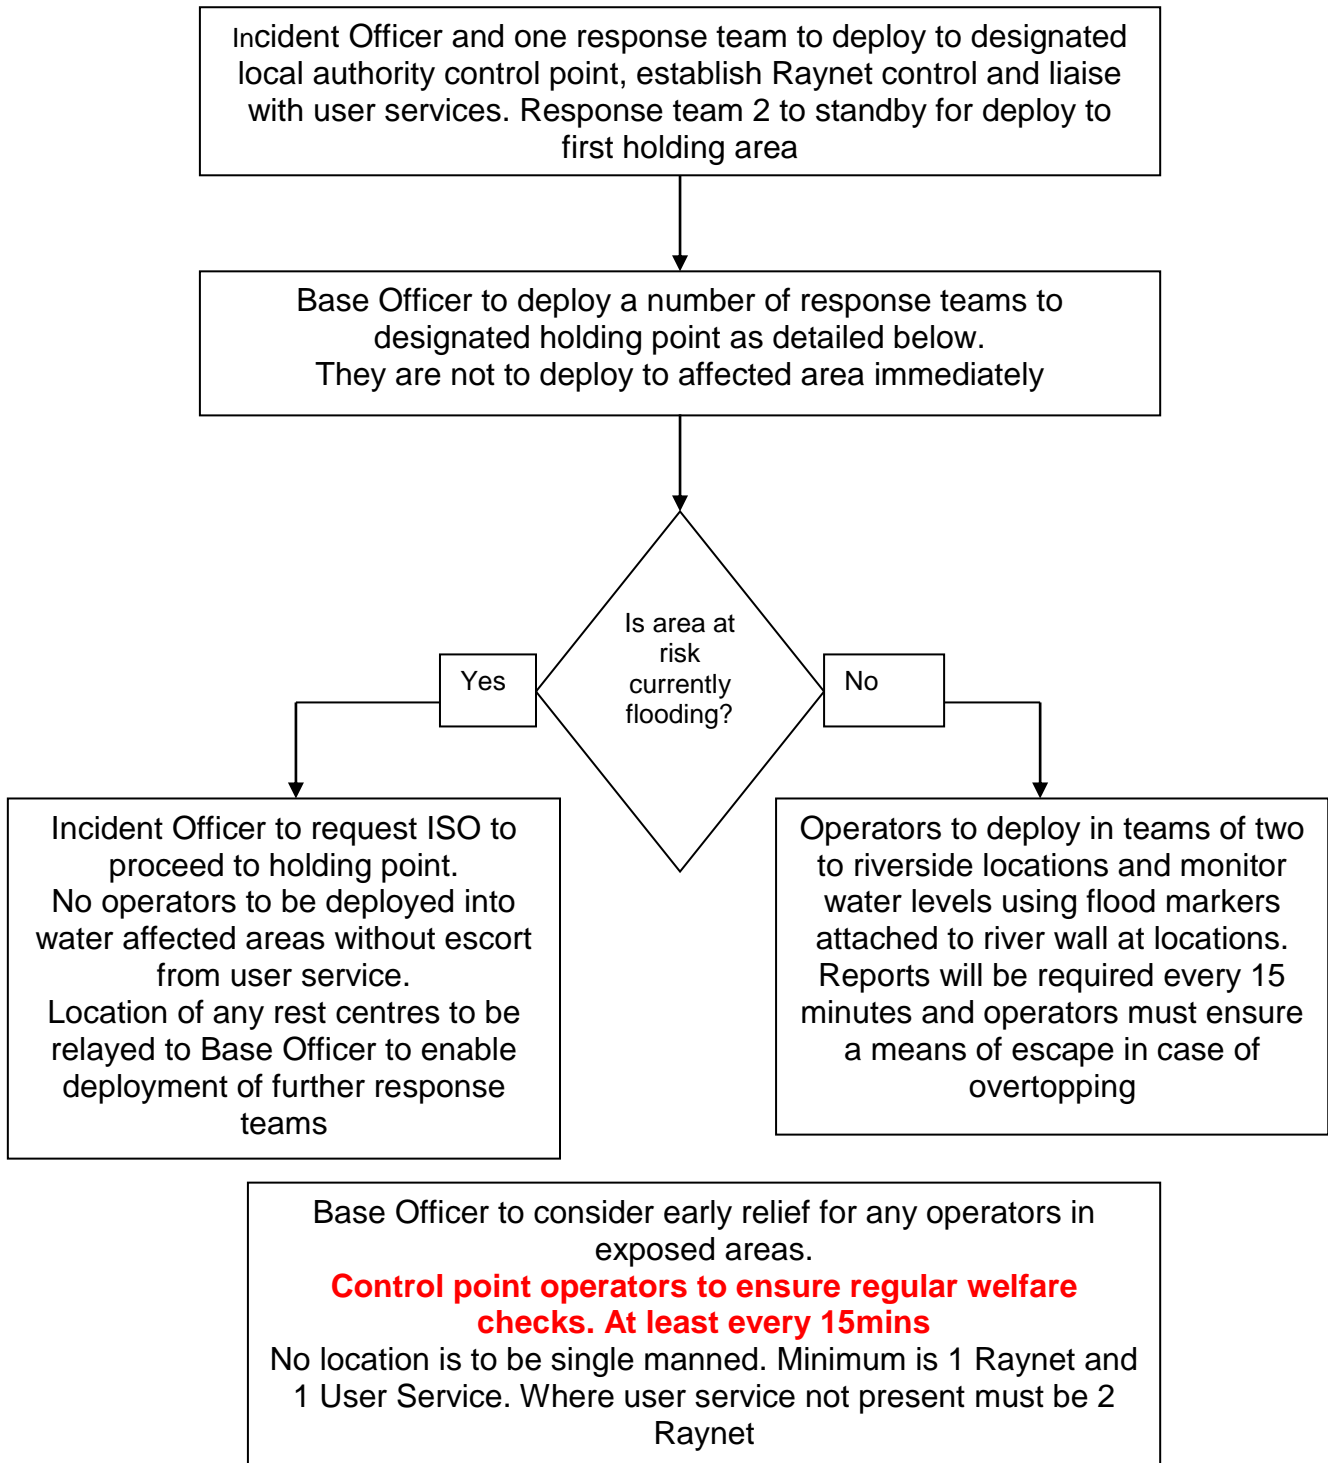 Incident Officer and one response team to deploy to designated
local authority control point, establish Raynet control and liaise
with user services. Response team 2 to standby for deploy to
first holding area
Base Officer to deploy a number of response teams to
designated holding point as detailed below.
They are not to deploy to affected area immediately
Is area at
risk
currently
flooding?
Yes
No
Incident Officer to request ISO to
proceed to holding point.
No operators to be deployed into
water affected areas without escort
from user service.
Location of any rest centres to be
relayed to Base Officer to enable
deployment of further response
teams
Operators to deploy in teams of two
to riverside locations and monitor
water levels using flood markers
attached to river wall at locations.
Reports will be required every 15
minutes and operators must ensure
a means of escape in case of
overtopping
Base Officer to consider early relief for any operators in
exposed areas.
Control point operators to ensure regular welfare
checks. At least every 15mins
No location is to be single manned. Minimum is 1 Raynet and
1 User Service. Where user service not present must be 2
Raynet